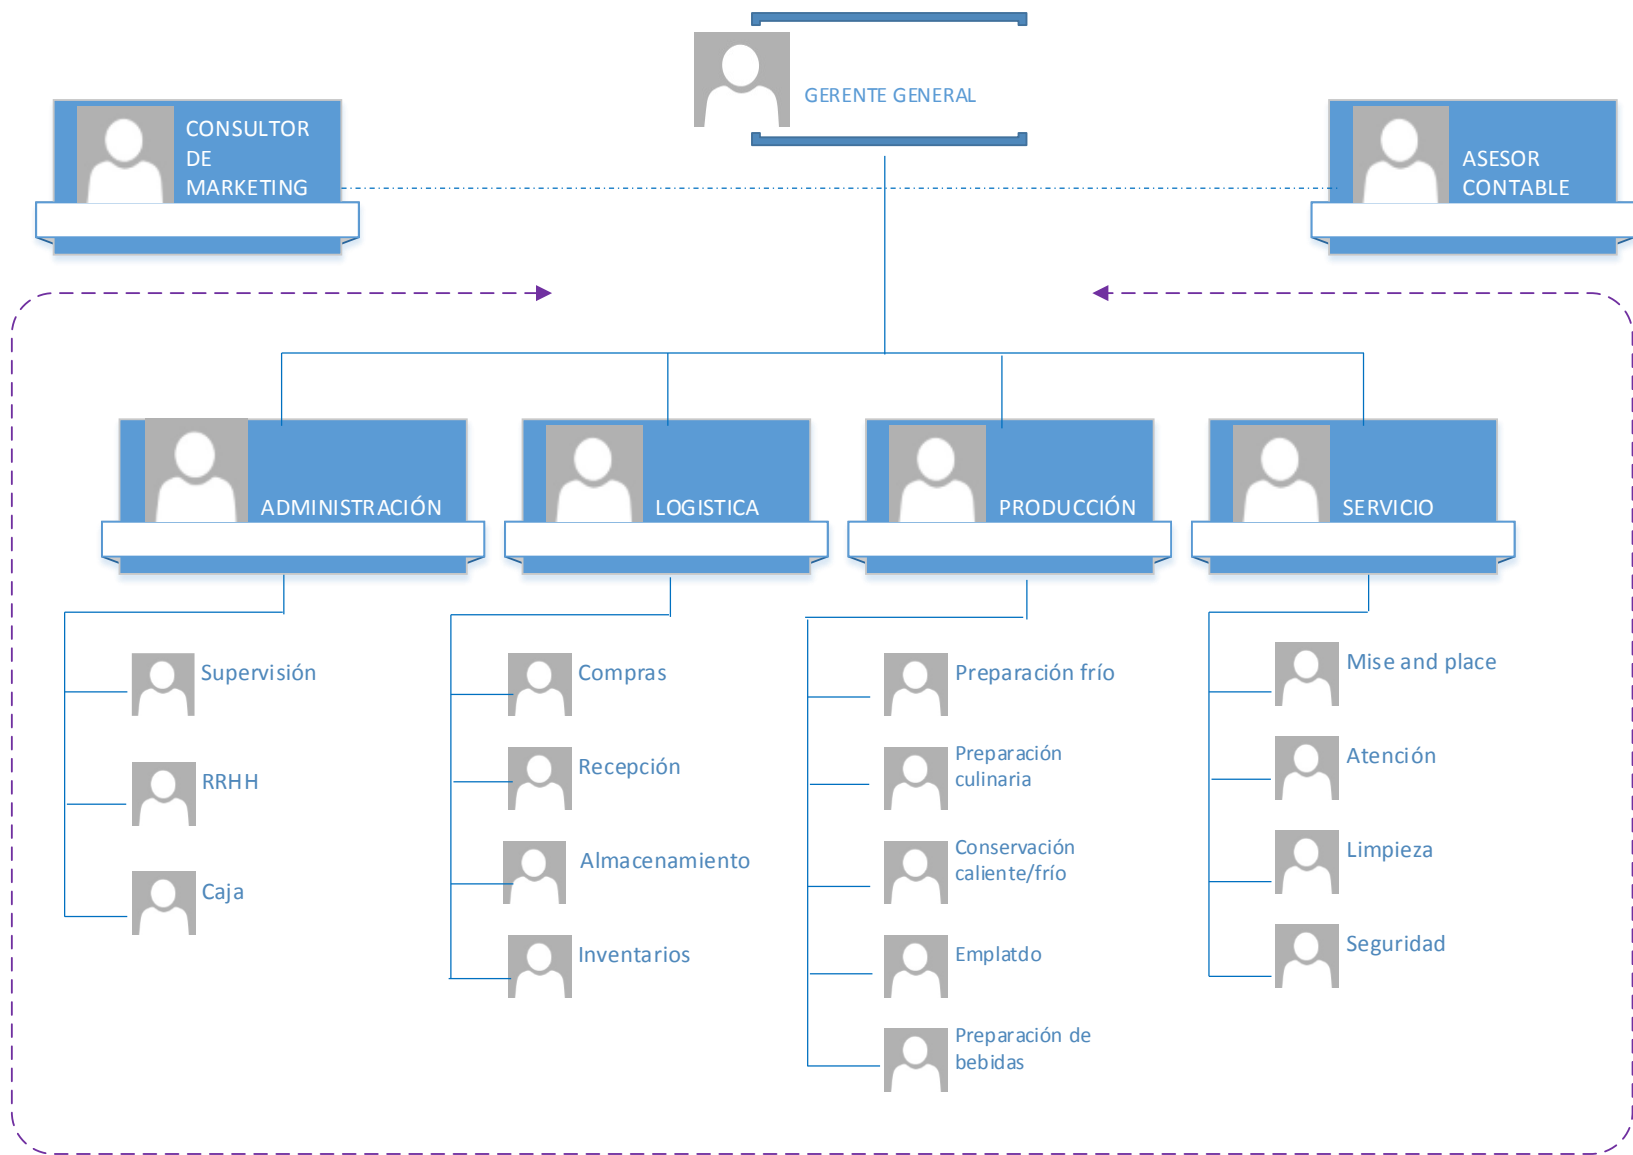 GERENTE GENERAL
CONSULTOR
DE
MARKETING
ASESOR
CONTABLE
ADMINISTRACIÓN
LOGISTICA
PRODUCCIÓN
SERVICIO
Supervisión
RRHH
Caja
Compras
Recepción
Almacenamiento
Inventarios
Preparación frío
Preparación
culinaria
Conservación
caliente/frío
Emplatdo
Preparación de
bebidas
Mise and place
Atención
Limpieza
Seguridad